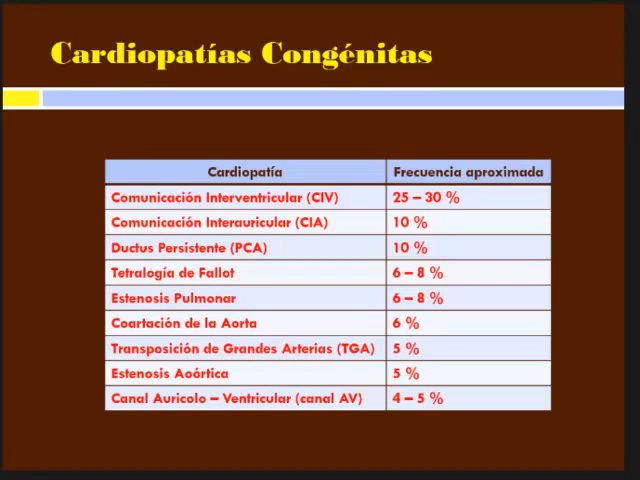 Cardiopatías Congénitas
Cardiopatía Frecuencia aproximada
Comunicación Interventricular (CIV) 25 – 30 %
Comunicación Interauricular (CIA) 10 %
Ductus Persistente (PCA) 10 %
Tetralogía de Fallot 6 – 8 %
Estenosis Pulmonar 6 – 8 %
Coartación de la Aorta 6 %
Transposición de Grandes Arterias (TGA) 5 %
Estenosis Aoórtica 5 %
Canal Auricolo – Ventricular (canal AV) 4 – 5 %